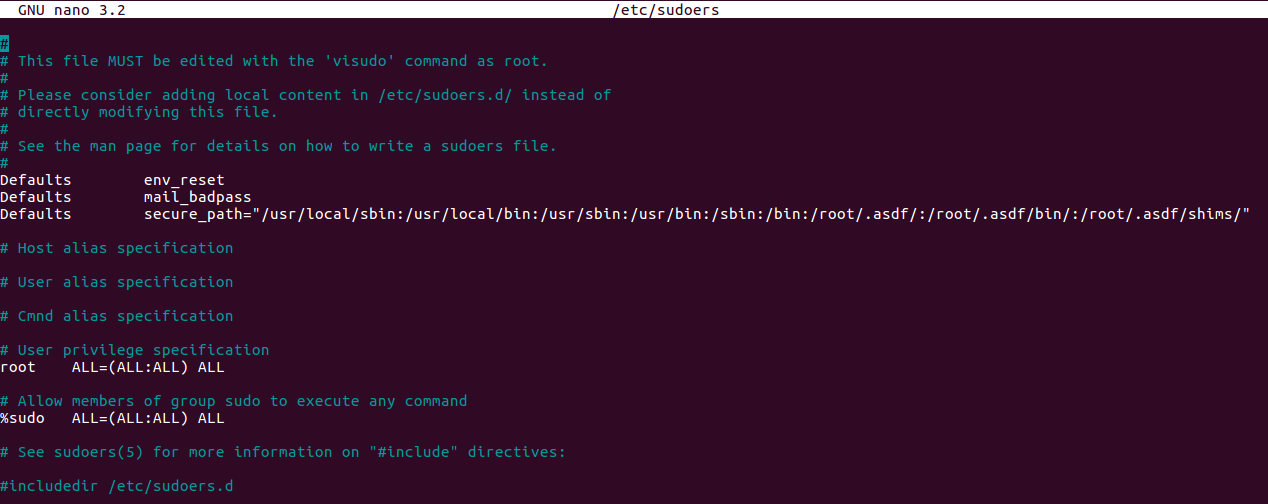 GNU nano 3.2 /etc/sudoers
#
# This file MUST be edited with the 'visudo' command as root.
#
# Please consider adding local content in /etc/sudoers.d/ instead of
# directly modifying this file.
#
# See the man page for details on how to write a sudoers file.
#
Defaults        env_reset
Defaults        mail_badpass
Defaults        secure_path="/usr/local/sbin:/usr/local/bin:/usr/sbin:/usr/bin:/sbin:/bin:/root/.asdf/:/root/.asdf/bin/:/root/.asdf/shims/"
# Host alias specification
# User alias specification
# Cmnd alias specification
# User privilege specification
root    ALL=(ALL:ALL) ALL
# Allow members of group sudo to execute any command
%sudo   ALL=(ALL:ALL) ALL
# See sudoers(5) for more information on "#include" directives:
#includedir /etc/sudoers.d